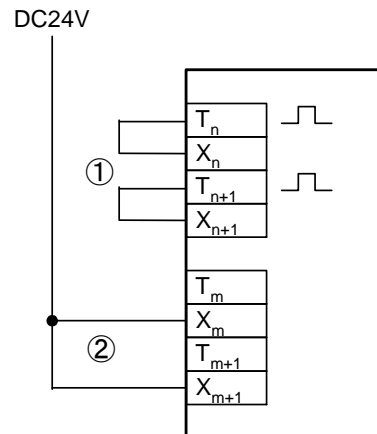 DC24V
Tn
Xn
①
Tn+1
Xn+1
Tm
Xm
②
Tm+1
Xm+1